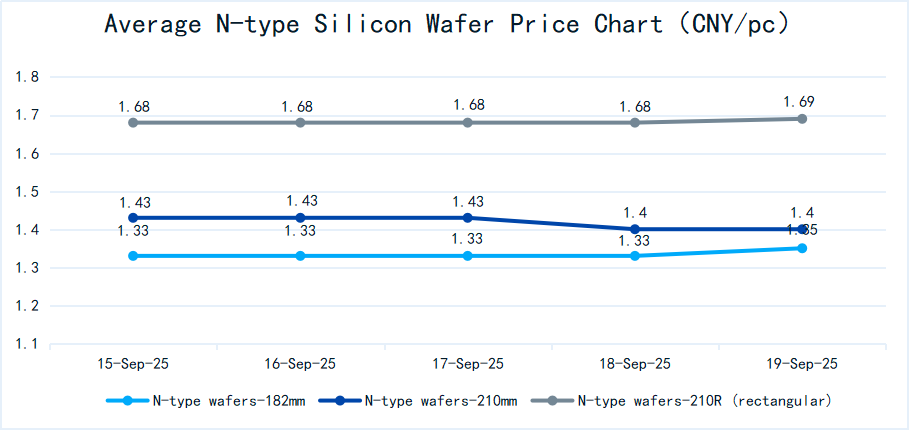 Average N-type Silicon Wafer Price Chart (CNY/pc)
1.8
1.7
1.6
1.5
1.4
1.3
1.2
1.1
1.68 1.68 1.68 1.68 1.69
1.43 1.43 1.43 1.4 1.4
1.33 1.33 1.33 1.33 1.35
15-Sep-25 16-Sep-25 17-Sep-25 18-Sep-25 19-Sep-25
N-type wafers-182mm N-type wafers-210mm N-type wafers-210R (rectangular)